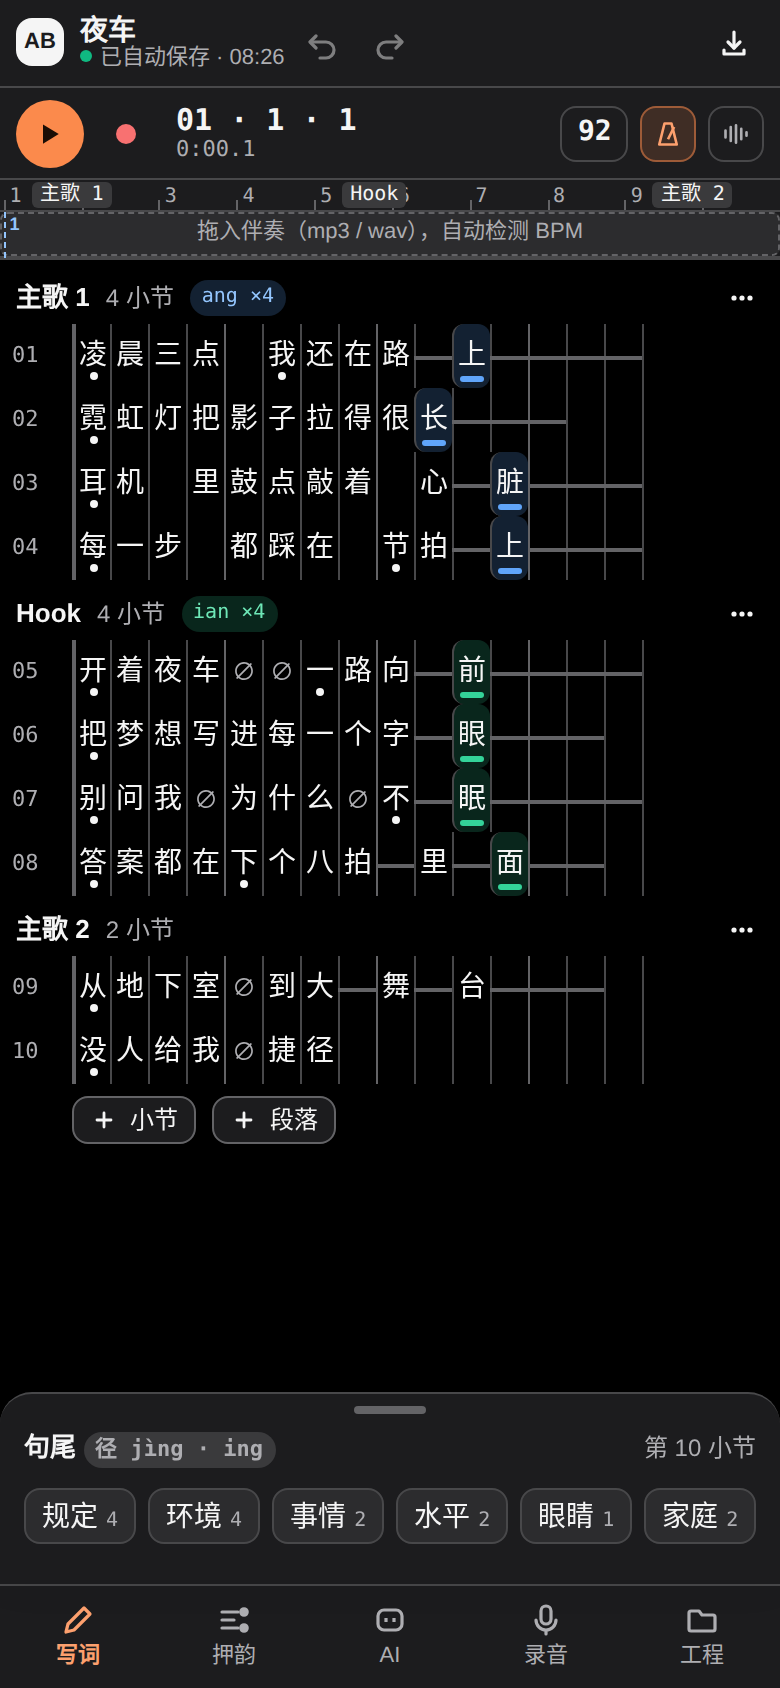 AB 夜车
已自动保存 · 08:26
01 · 1 · 1
0:00.1
92
1 主歌 1 3 4 5 Hook 7 8 9 主歌 2
1
拖入伴奏（mp3 / wav），自动检测 BPM
主歌 1 4 小节 ang ×4
01 凌晨三点 我还在路上
02 霓虹灯把影子拉得很长
03 耳机 里鼓点敲着 心脏
04 每一步 都踩在 节拍上
Hook 4 小节 ian ×4
05 开着夜车∅∅一路向前
06 把梦想写进每一个字眼
07 别问我∅为什么∅不眠
08 答案都在下个八拍里面
主歌 2 2 小节
09 从地下室∅到大舞台
10 没人给我∅捷径
+ 小节 + 段落
句尾 径 jìng · ing 第 10 小节
规定 4 环境 4 事情 2 水平 2 眼睛 1 家庭 2
写词 押韵 AI 录音 工程